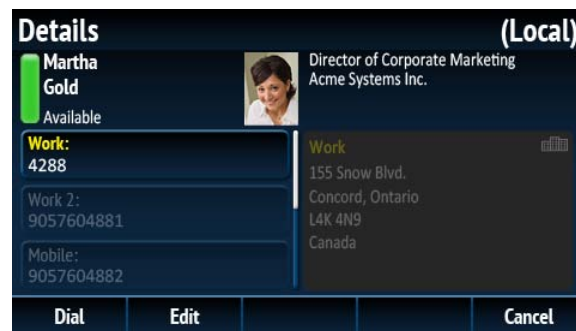 Details
(Local)
Martha
Gold
Available
Director of Corporate Marketing
Acme Systems Inc.
Work:
4288
Work 2:
9057604881
Mobile:
9057604882
Work
155 Snow Blvd.
Concord, Ontario
L4K 4N9
Canada
Dial
Edit
Cancel